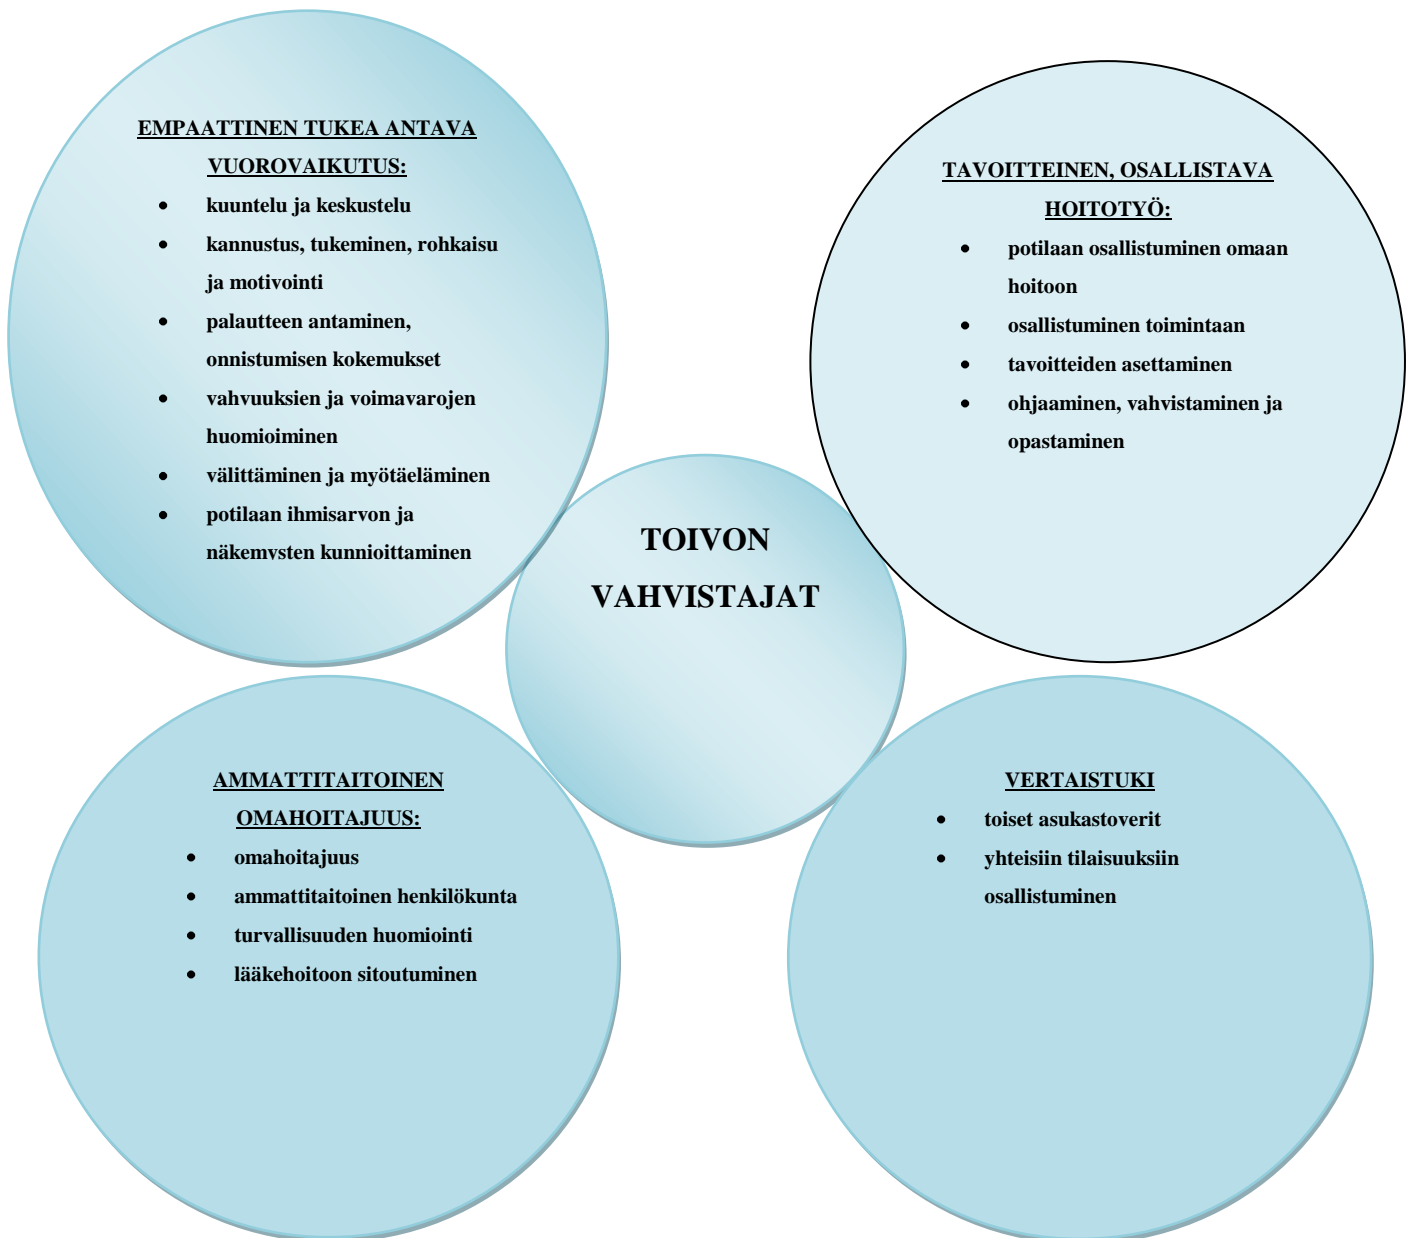 EMPAATTINEN TUKEA ANTAVA
VUOROVAIKUTUS:
• kuuntelu ja keskustelu
• kannustus, tukeminen, rohkaisu
ja motivointi
• palautteen antaminen,
onnistumisen kokemukset
• vahvuuksien ja voimavarojen
huomioiminen
• välittäminen ja myötäeläminen
• potilaan ihmisarvon ja
näkemysten kunnioittaminen
TAVOITTEINEN, OSALLISTAVA
HOITOTYÖ:
• potilaan osallistuminen omaan
hoitoon
• osallistuminen toimintaan
• tavoitteiden asettaminen
• ohjaaminen, vahvistaminen ja
opastaminen
TOIVON
VAHVISTAJAT
AMMATTITAITOINEN
OMAHOITAJUUS:
• omahoitajuus
• ammattitaitoinen henkilökunta
• turvallisuuden huomiointi
• lääkehoitoon sitoutuminen
VERTAISTUKI
• toiset asukastoverit
• yhteisiin tilaisuuksiin
osallistuminen